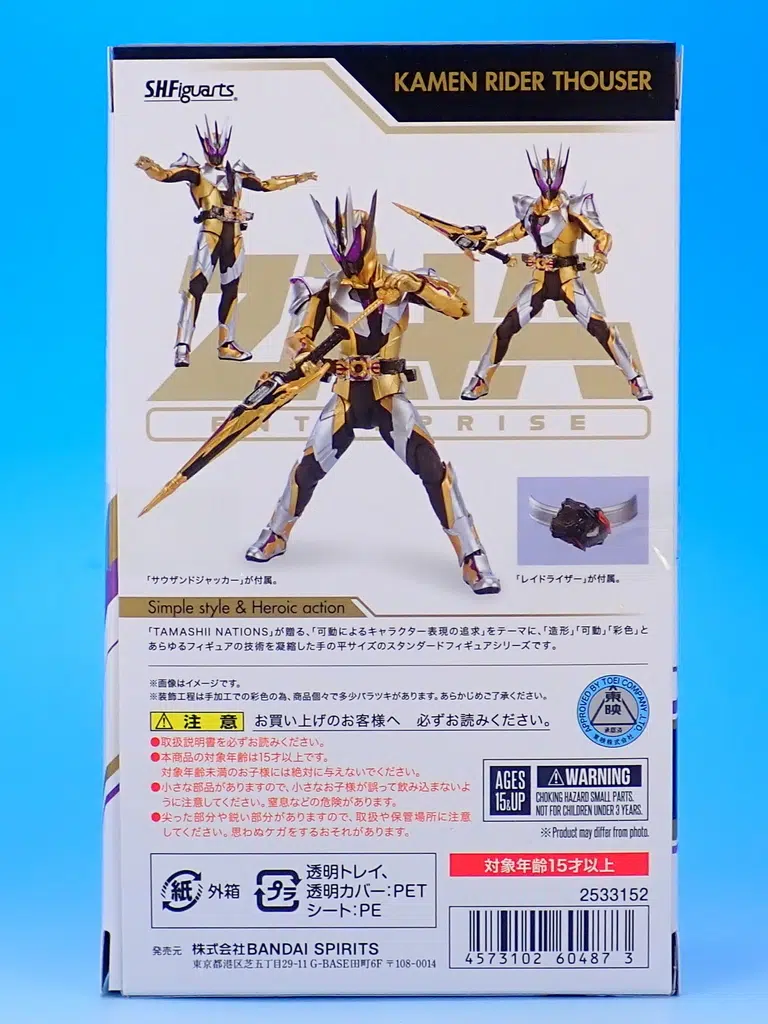 S.H.Figuarts
KAMEN RIDER THOUSER
ZAIA
ENTERPRISE
「サウザンドジャッカー」が付属。
「レイドライザー」が付属。
Simple style & Heroic action
「TAMASHII NATIONS」が贈る、「可動によるキャラクター表現の追求」をテーマに、「造形」「可動」「彩色」と
あらゆるフィギュアの技術を凝縮した手の平サイズのスタンダードフィギュアシリーズです。
※画像はイメージです。
※装飾工程は手加工での彩色の為、商品個々で多少バラツキがあります。あらかじめご了承ください。
APPROVED BY TOEI COMPANY, LTD.
東映
承認済
東映株式会社
注意 お買い上げのお客様へ 必ずお読みください。
●取扱説明書を必ずお読みください。
●本商品の対象年齢は15才以上です。
対象年齢未満のお子様には絶対に与えないでください。
●小さな部品がありますので、小さなお子様が誤って飲み込まないよ
うに注意してください。窒息などの危険があります。
●尖った部分や鋭い部分がありますので、取扱や保管場所に注意
してください。思わぬケガをするおそれがあります。
AGES
15&UP
WARNING
CHOKING HAZARD SMALL PARTS.
NOT FOR CHILDREN UNDER 3 YEARS.
※Product may differ from photo.
対象年齢15才以上
紙 外箱
プラ 透明トレイ、
透明カバー:PET
シート:PE
2533152
4573102 60487 3
発売元 株式会社BANDAI SPIRITS
東京都港区芝五丁目29-11 G-BASE田町6F 〒108-0014